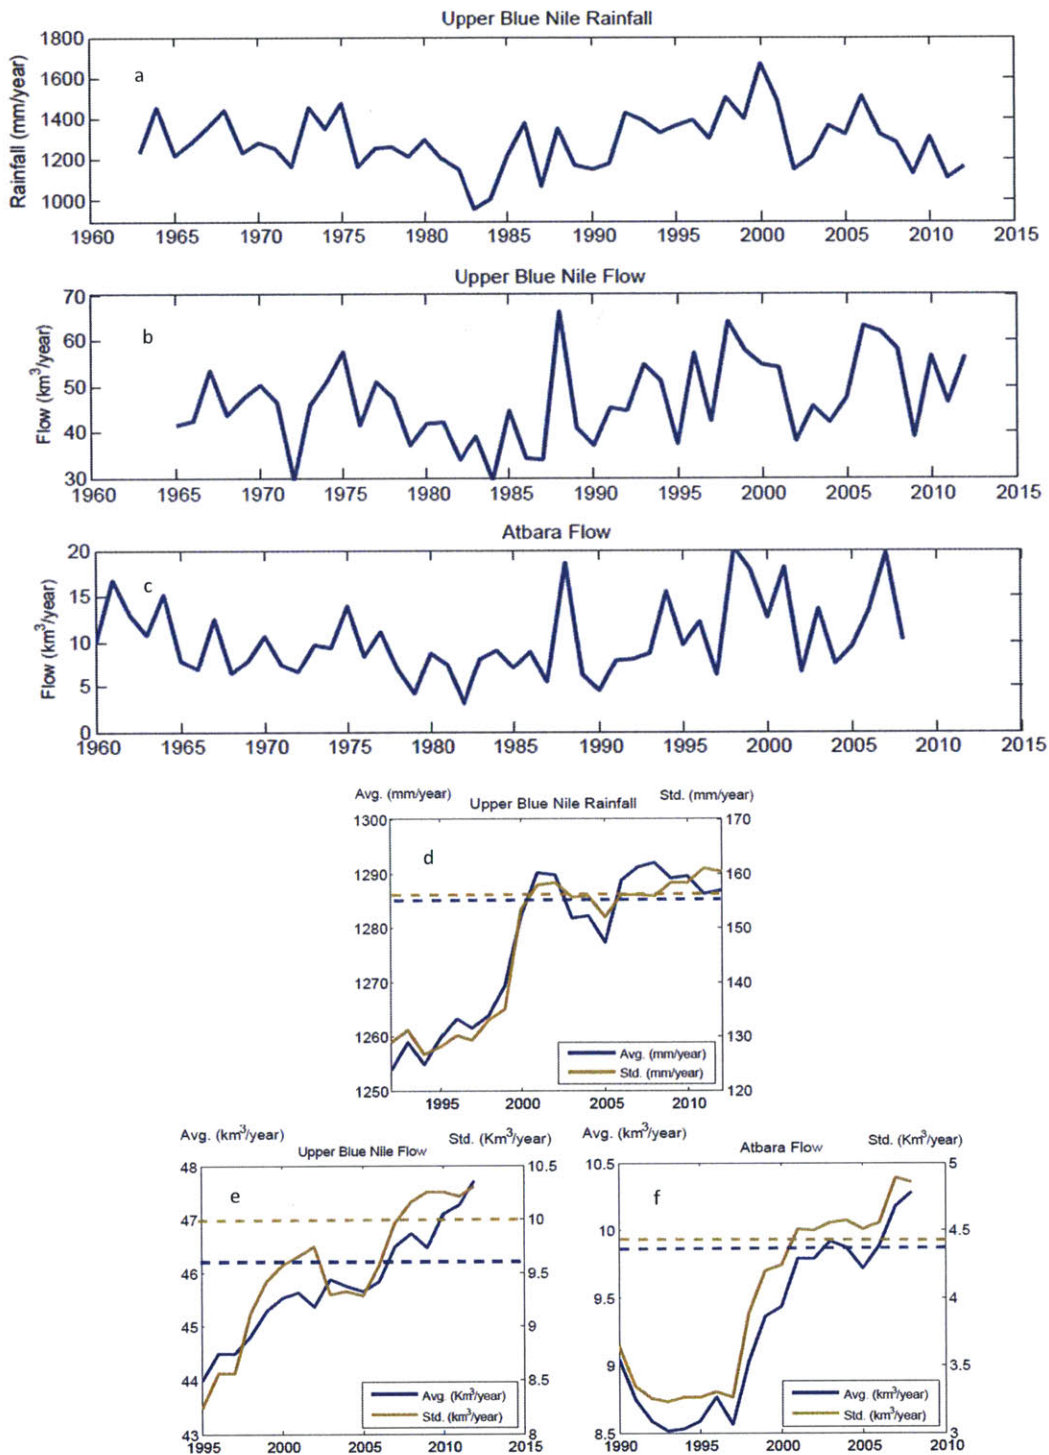 Upper Blue Nile Rainfall
Rainfall (mm/year)
1800
1600
1400
1200
1000
a
1960 1965 1970 1975 1980 1985 1990 1995 2000 2005 2010 2015
Upper Blue Nile Flow
Flow (km³/year)
70
60
50
40
30
b
1960 1965 1970 1975 1980 1985 1990 1995 2000 2005 2010 2015
Atbara Flow
Flow (km³/year)
20
15
10
5
0
c
1960 1965 1970 1975 1980 1985 1990 1995 2000 2005 2010 2015
Avg. (mm/year) Upper Blue Nile Rainfall Std. (mm/year)
1300 170
d
1290 160
1280 150
1270 140
1260 130
1250 120
Avg. (mm/year)
Std. (mm/year)
1995 2000 2005 2010
Avg. (km³/year) Upper Blue Nile Flow Std. (Km³/year)
48 10.5
e
47 10
46 9.5
45 9
44 8.5
43 8
Avg. (Km³/year)
Std. (km³/year)
1995 2000 2005 2010 2015
Avg. (km³/year) Atbara Flow Std. (Km³/year)
10.5 5
f
10 4.5
9.5 4
9 3.5
8.5 3
Avg. (km³/year)
Std. (km³/year)
1990 1995 2000 2005 2010